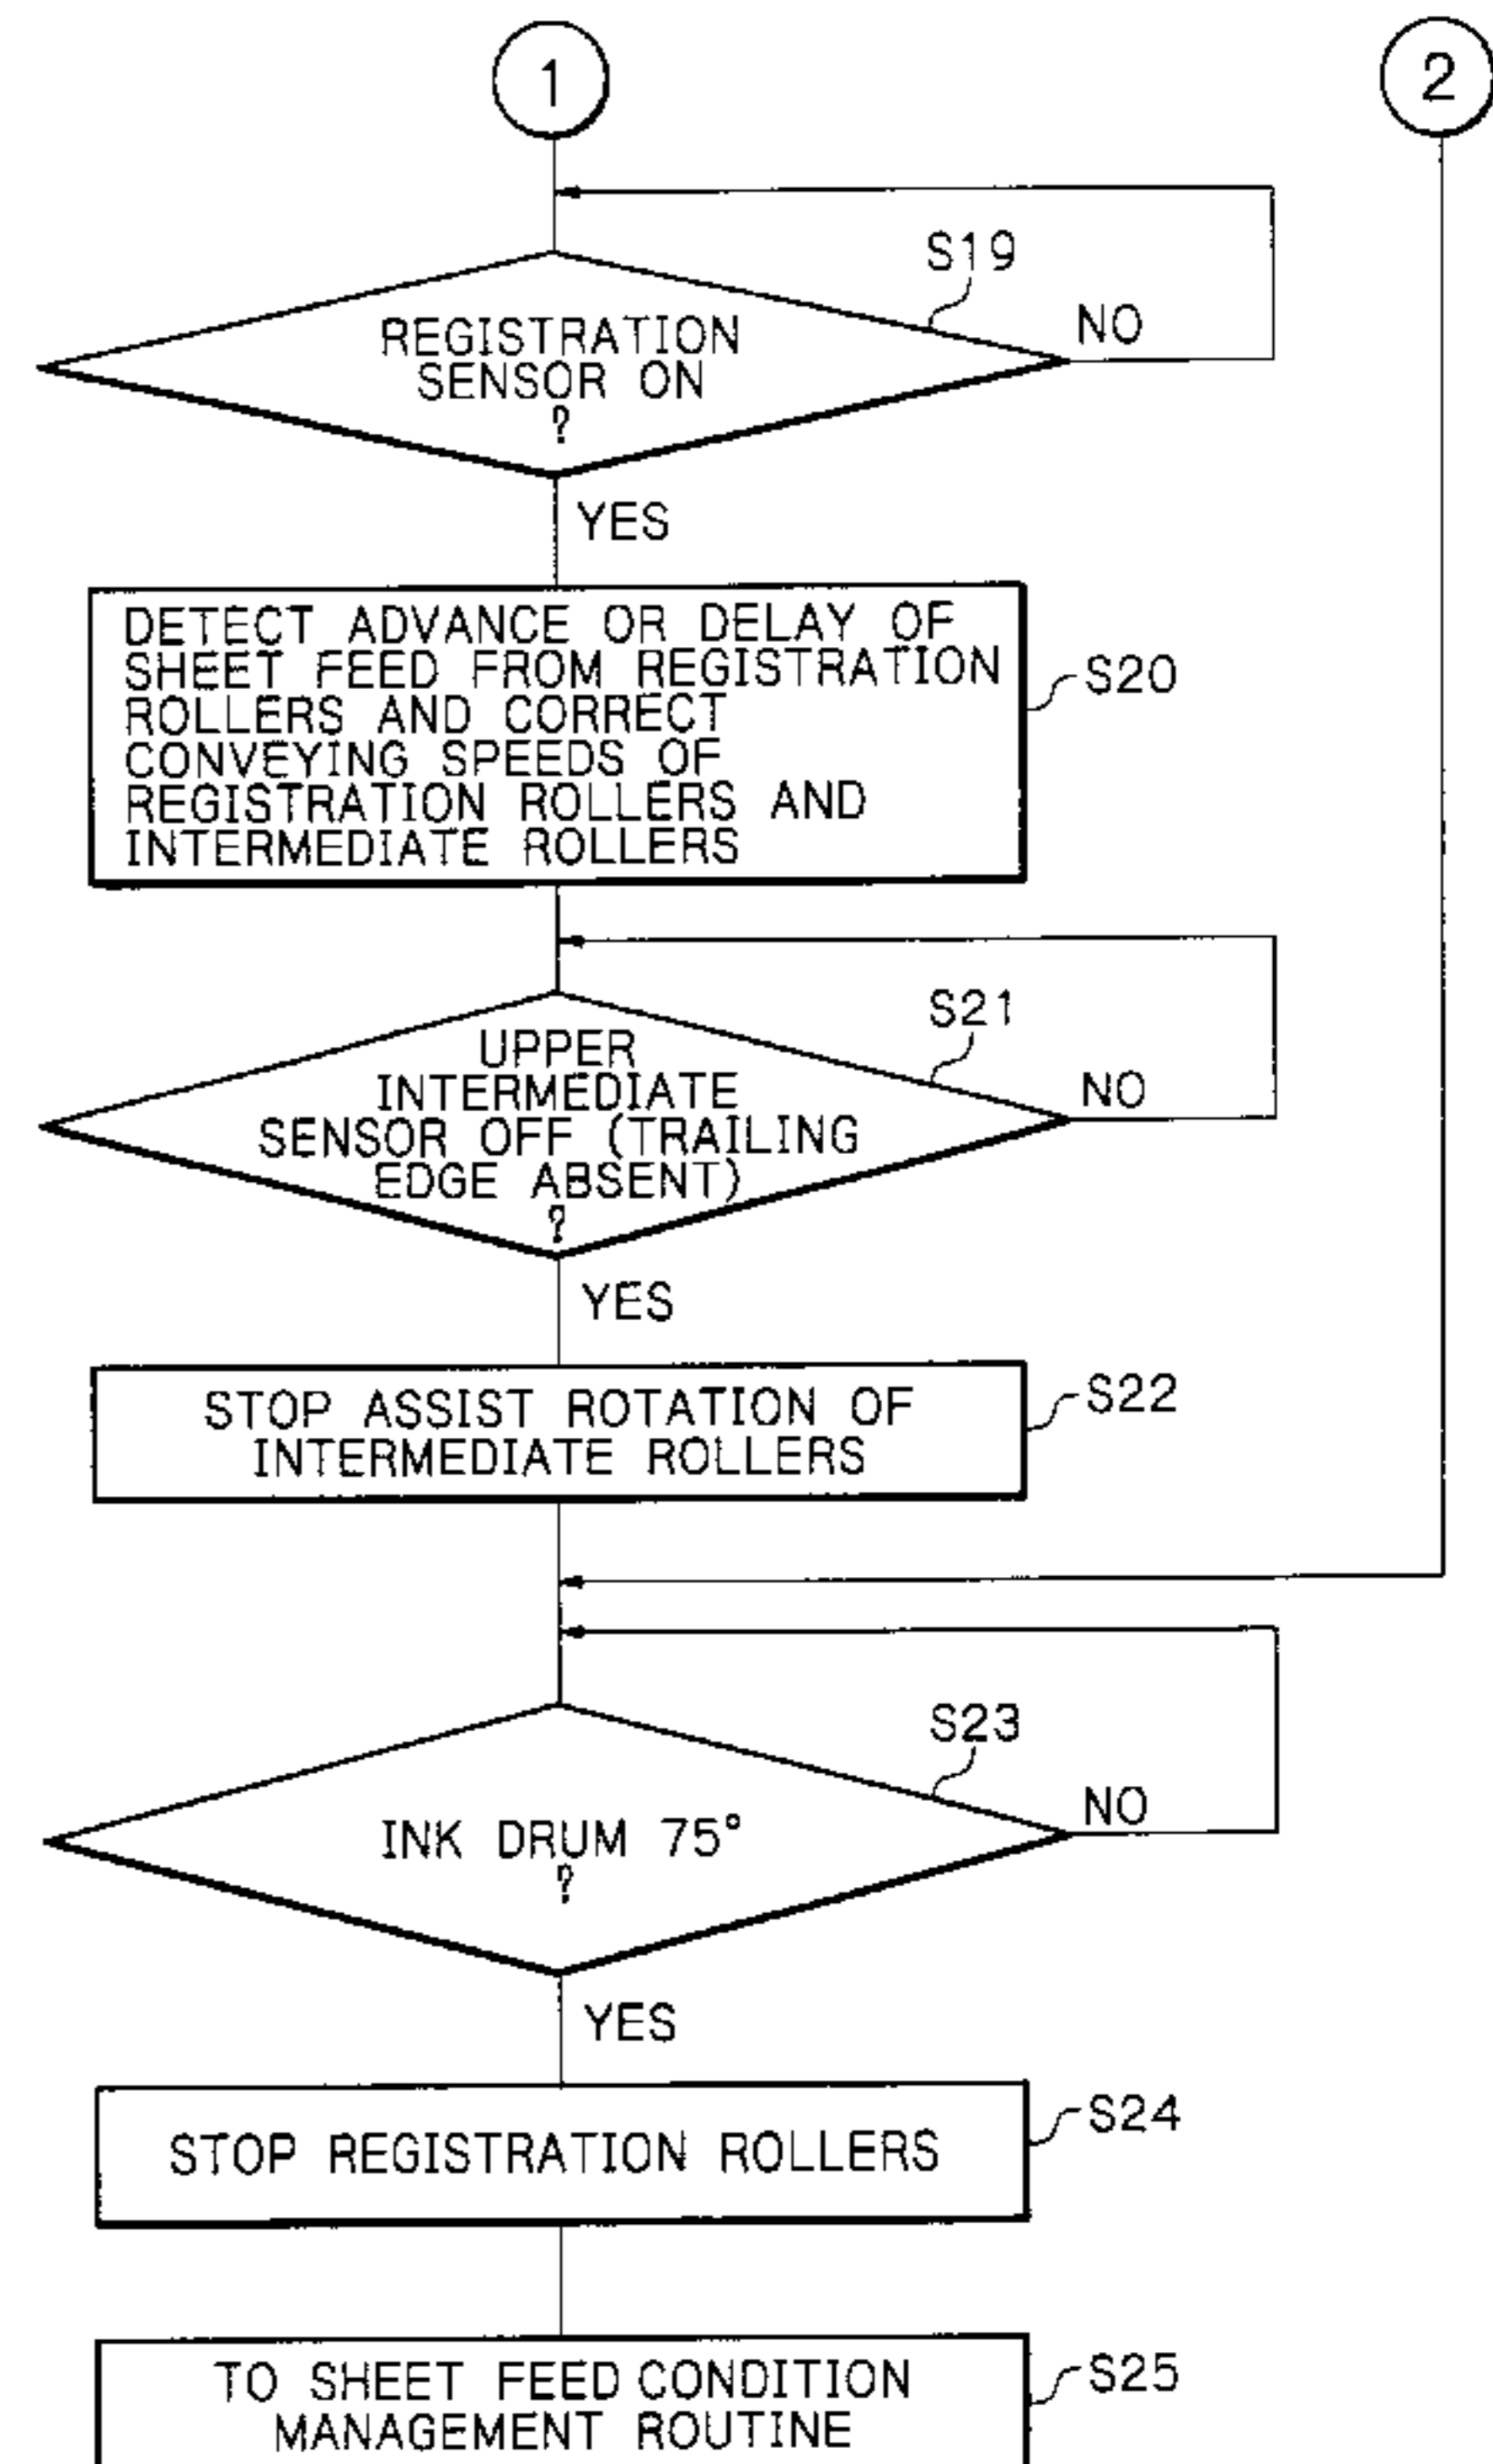 1
2
S19
REGISTRATION
SENSOR ON
?
NO
YES
DETECT ADVANCE OR DELAY OF
SHEET FEED FROM REGISTRATION
ROLLERS AND CORRECT
CONVEYING SPEEDS OF
REGISTRATION ROLLERS AND
INTERMEDIATE ROLLERS
S20
S21
UPPER
INTERMEDIATE
SENSOR OFF (TRAILING
EDGE ABSENT)
?
NO
YES
STOP ASSIST ROTATION OF
INTERMEDIATE ROLLERS
S22
S23
INK DRUM 75°
?
NO
YES
STOP REGISTRATION ROLLERS
S24
TO SHEET FEED CONDITION
MANAGEMENT ROUTINE
S25